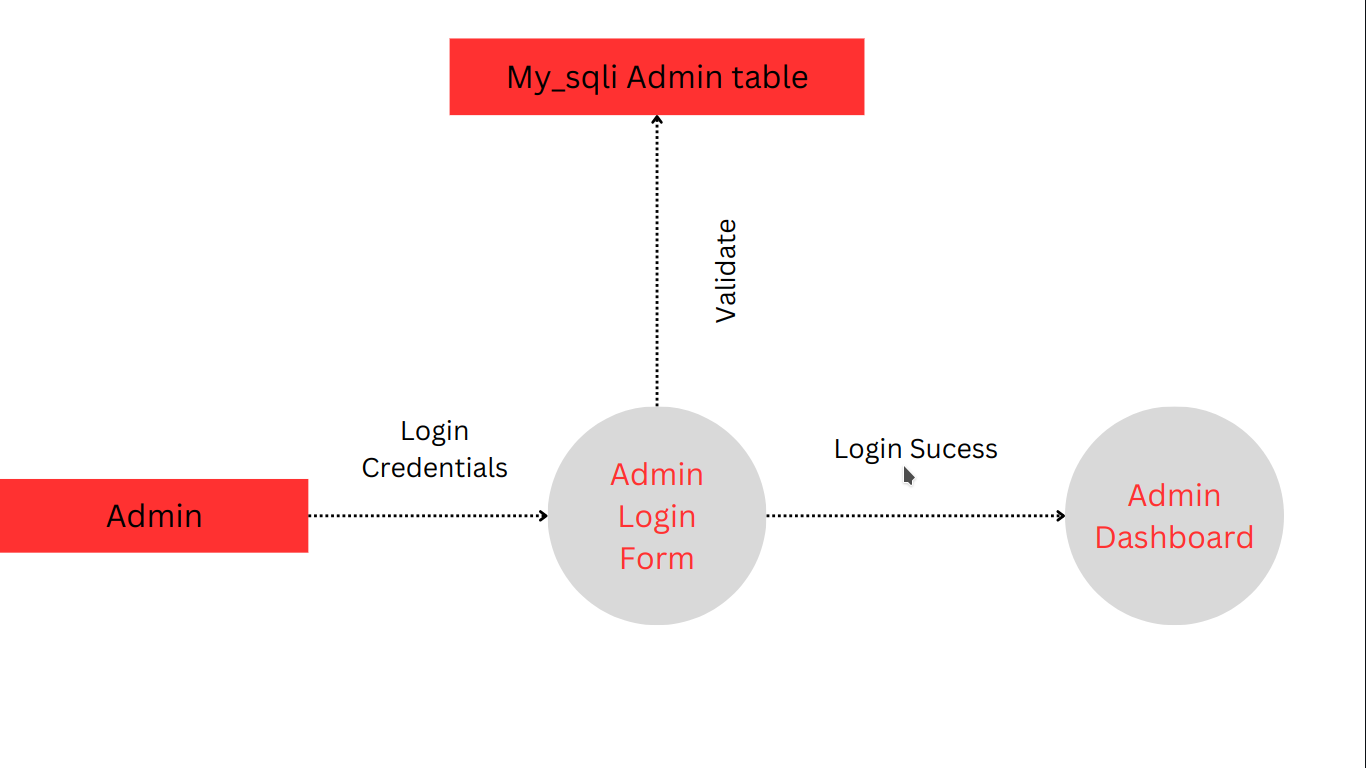 My_sqli Admin table
Validate
Login
Credentials
Login Sucess
Admin
Admin
Login
Form
Admin
Dashboard